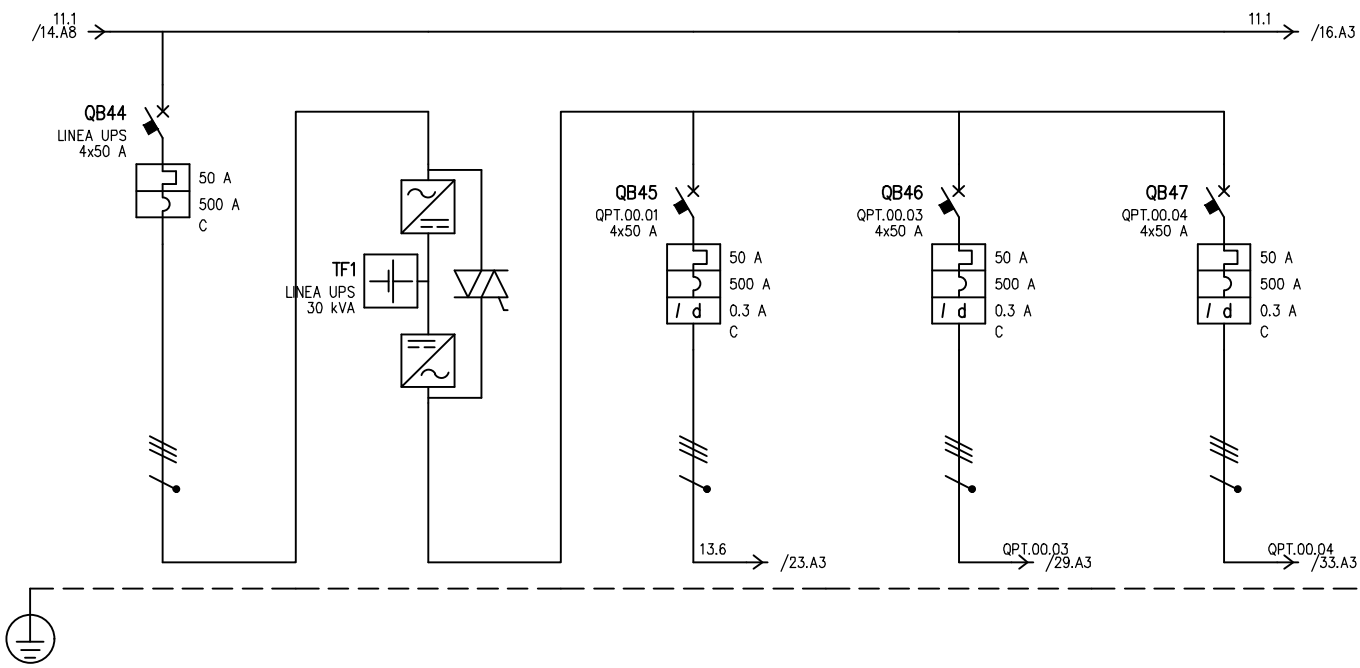 11.1
/14.A8
11.1
/16.A3
QB44
LINEA UPS
4x50 A
50 A
500 A
C
TF1
LINEA UPS
30 kVA
QB45
QPT.00.01
4x50 A
50 A
500 A
I d
0.3 A
C
QB46
QPT.00.03
4x50 A
50 A
500 A
I d
0.3 A
C
QB47
QPT.00.04
4x50 A
50 A
500 A
I d
0.3 A
C
13.6
/23.A3
QPT.00.03
/29.A3
QPT.00.04
/33.A3